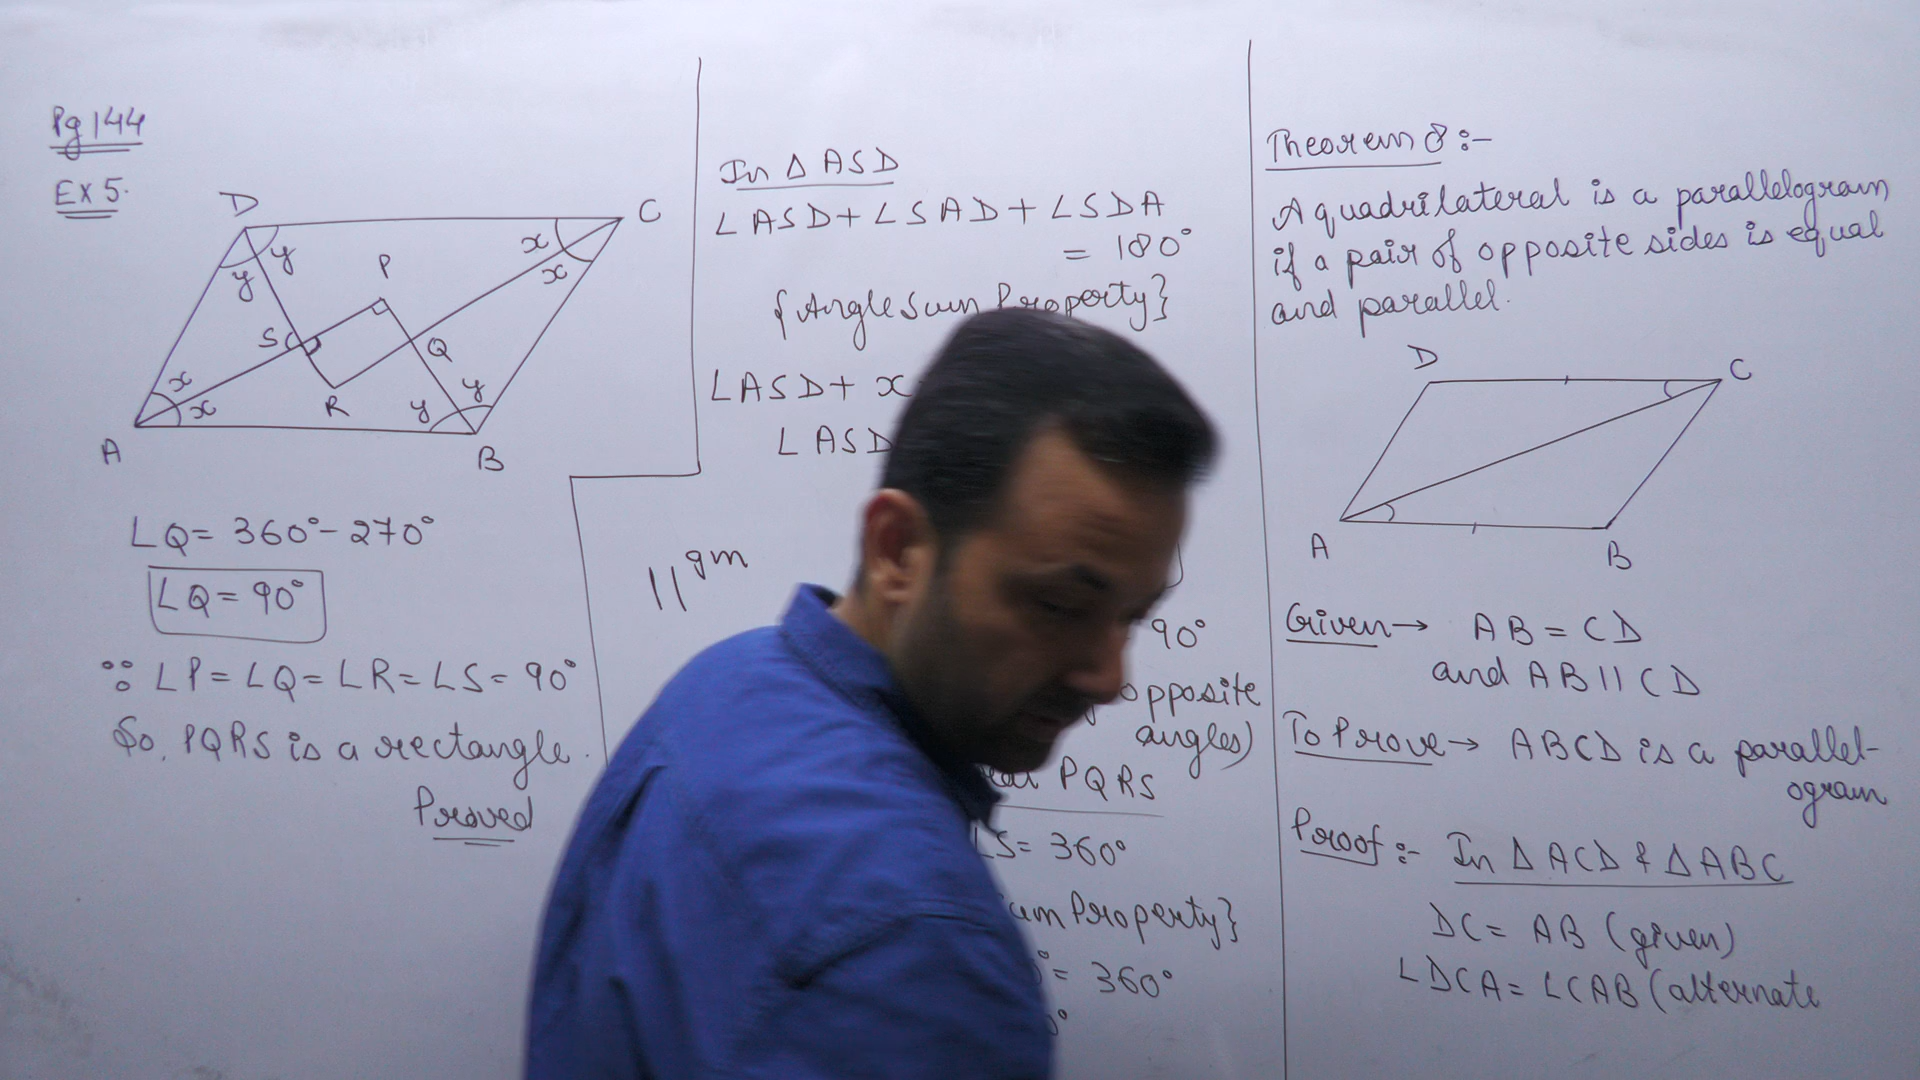 Pg 144
Ex 5.
D
C
y
y
x
x
P
S
Q
x
x
R
y
y
A
B
∠Q = 360° - 270°
∠Q = 90°
∵ ∠P = ∠Q = ∠R = ∠S = 90°
So, PQRS is a rectangle.
Proved
In Δ ASD
∠ASD + ∠SAD + ∠SDA
= 180°
{Angle Sum Property}
∠ASD + x
∠ASD
||gm
90°
opposite
angles)
PQRS
∠S = 360°
Property}
= 360°
Theorem 8 :-
A quadrilateral is a parallelogram
if a pair of opposite sides is equal
and parallel.
D
C
A
B
Given → AB = CD
and AB || CD
To Prove → ABCD is a parallel-
ogram
Proof :- In Δ ACD & Δ ABC
DC = AB (given)
∠DCA = ∠CAB (alternate